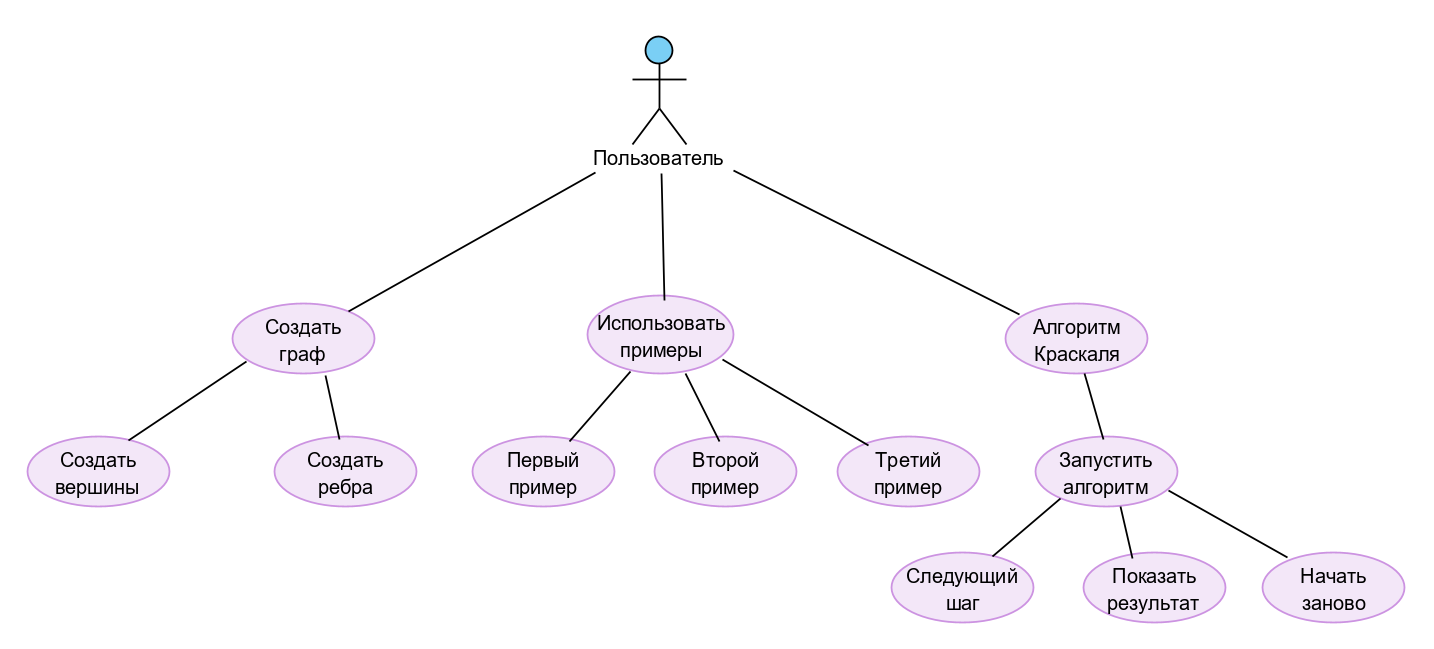 Пользователь
Создать
граф
Использовать
примеры
Алгоритм
Краскаля
Создать
вершины
Создать
ребра
Первый
пример
Второй
пример
Третий
пример
Запустить
алгоритм
Следующий
шаг
Показать
результат
Начать
заново